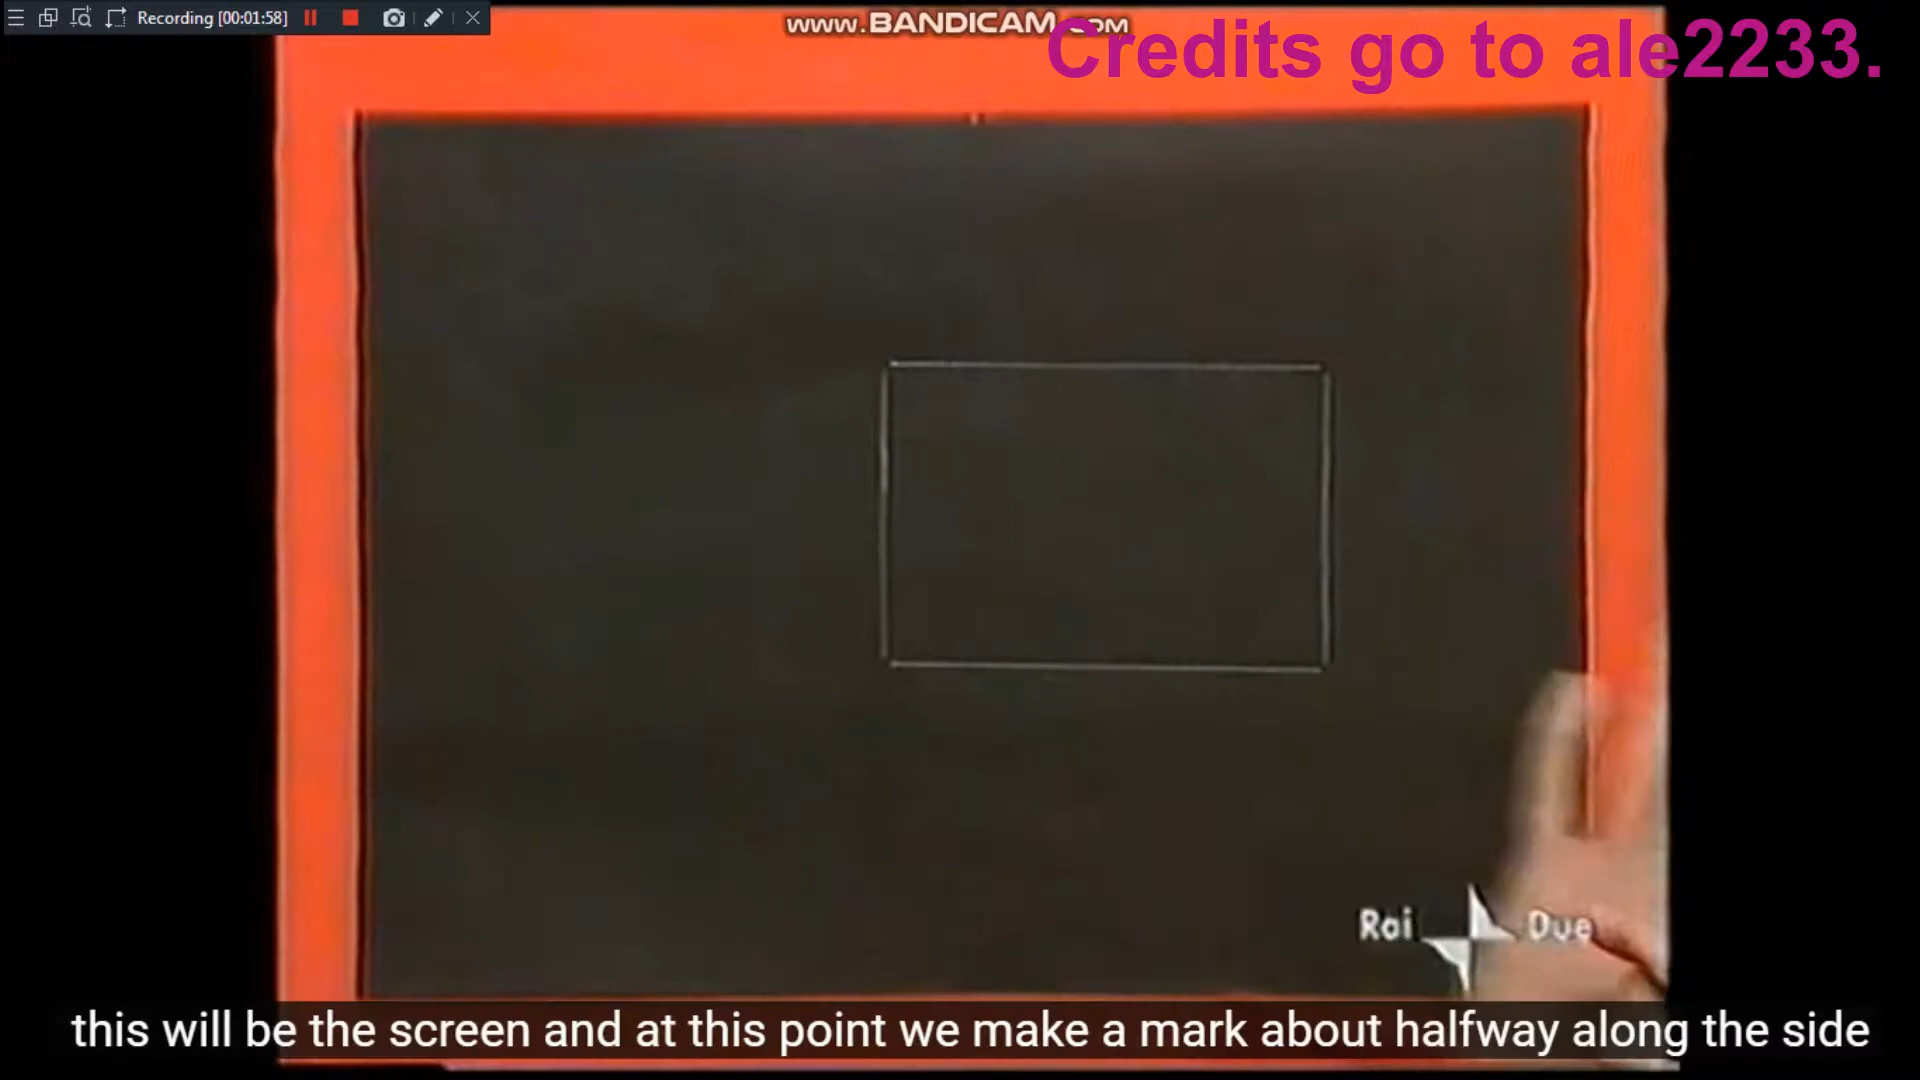 Recording [00:01:58]
www.BANDICAM.COM
Credits go to ale2233.
Rai Due
this will be the screen and at this point we make a mark about halfway along the side